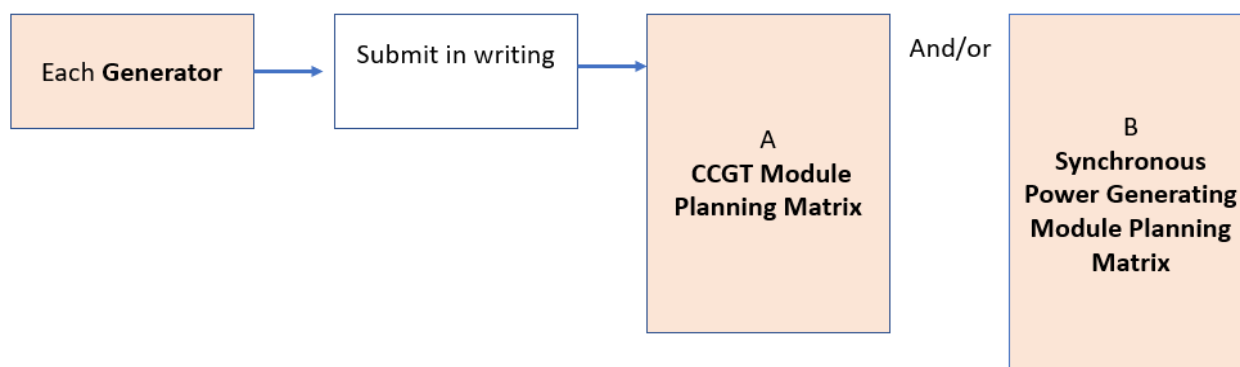 Each Generator
Submit in writing
A
CCGT Module
Planning Matrix
And/or
B
Synchronous
Power Generating
Module Planning
Matrix